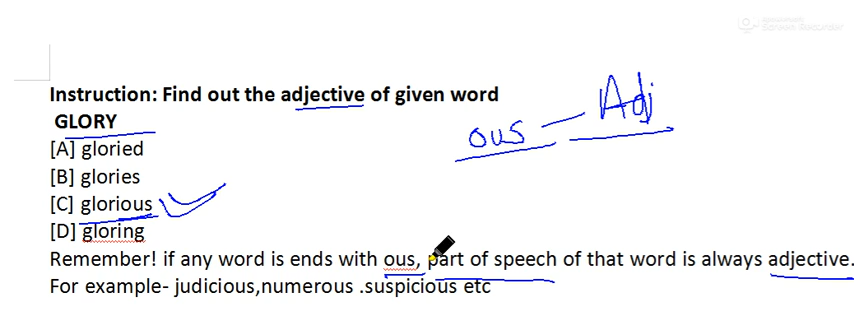 Screen Recorder
Instruction: Find out the adjective of given word
GLORY
ous = Adj
[A] gloried
[B] glories
[C] glorious
[D] gloring
Remember! if any word is ends with ous, part of speech of that word is always adjective.
For example- judicious,numerous .suspicious etc